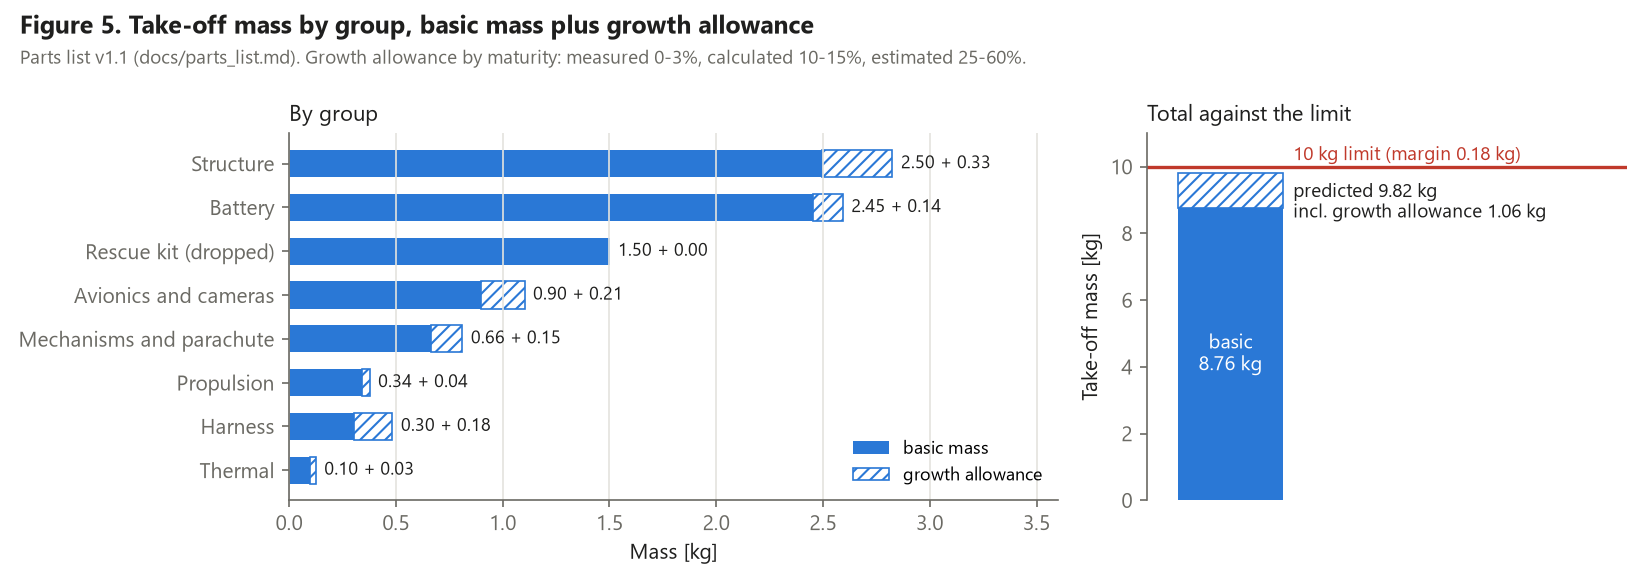 Figure 5. Take-off mass by group, basic mass plus growth allowance
Parts list v1.1 (docs/parts_list.md). Growth allowance by maturity: measured 0-3%, calculated 10-15%, estimated 25-60%.
By group
Structure
2.50 + 0.33
Battery
2.45 + 0.14
Rescue kit (dropped)
1.50 + 0.00
Avionics and cameras
0.90 + 0.21
Mechanisms and parachute
0.66 + 0.15
Propulsion
0.34 + 0.04
Harness
0.30 + 0.18
Thermal
0.10 + 0.03
basic mass
growth allowance
0.0 0.5 1.0 1.5 2.0 2.5 3.0 3.5
Mass [kg]
Total against the limit
10 kg limit (margin 0.18 kg)
predicted 9.82 kg
incl. growth allowance 1.06 kg
basic
8.76 kg
Take-off mass [kg]
10
8
6
4
2
0